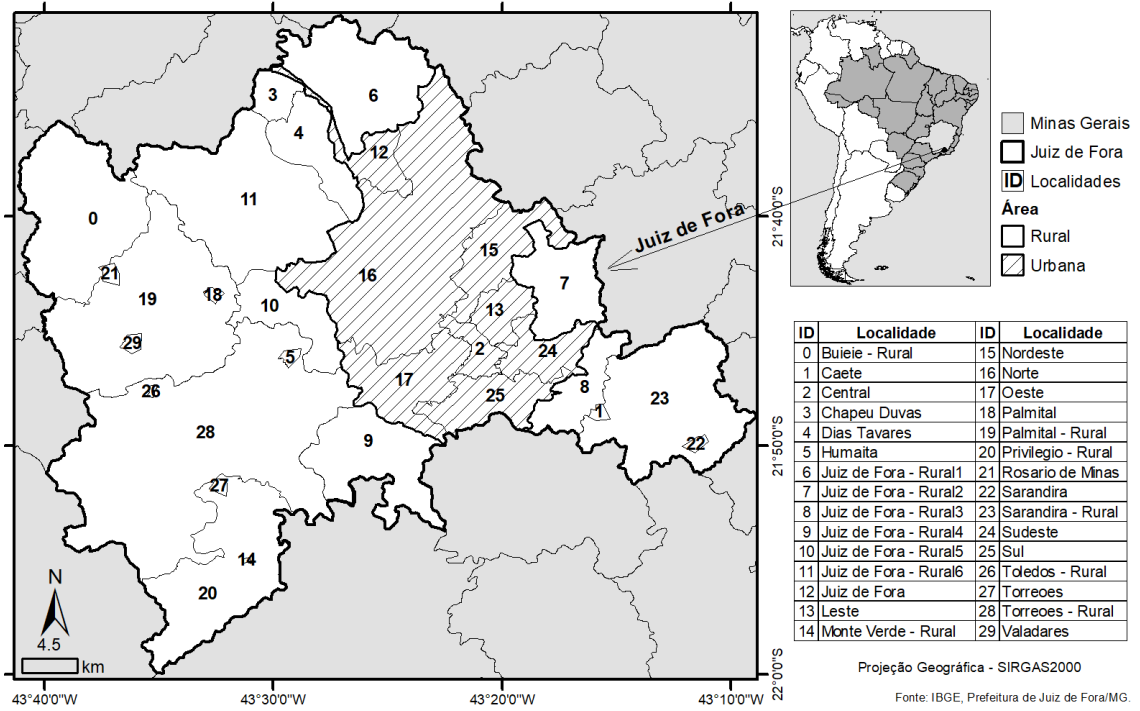 3
6
4
12
0
11
21
15
16
7
19
18
10
13
29
5
2
24
17
8
26
25
23
1
28
9
22
27
14
20
N
4.5
km
43°40'0"W
43°30'0"W
43°20'0"W
43°10'0"W
21°40'0"S
21°50'0"S
22°0'0"S
Juiz de Fora
Minas Gerais
Juiz de Fora
ID Localidades
Área
Rural
Urbana
ID Localidade ID Localidade
0 Buieie - Rural 15 Nordeste
1 Caete 16 Norte
2 Central 17 Oeste
3 Chapeu Duvas 18 Palmital
4 Dias Tavares 19 Palmital - Rural
5 Humaita 20 Privilegio - Rural
6 Juiz de Fora - Rural1 21 Rosario de Minas
7 Juiz de Fora - Rural2 22 Sarandira
8 Juiz de Fora - Rural3 23 Sarandira - Rural
9 Juiz de Fora - Rural4 24 Sudeste
10 Juiz de Fora - Rural5 25 Sul
11 Juiz de Fora - Rural6 26 Toledos - Rural
12 Juiz de Fora 27 Torreoes
13 Leste 28 Torreoes - Rural
14 Monte Verde - Rural 29 Valadares
Projeção Geográfica - SIRGAS2000
Fonte: IBGE, Prefeitura de Juiz de Fora/MG.